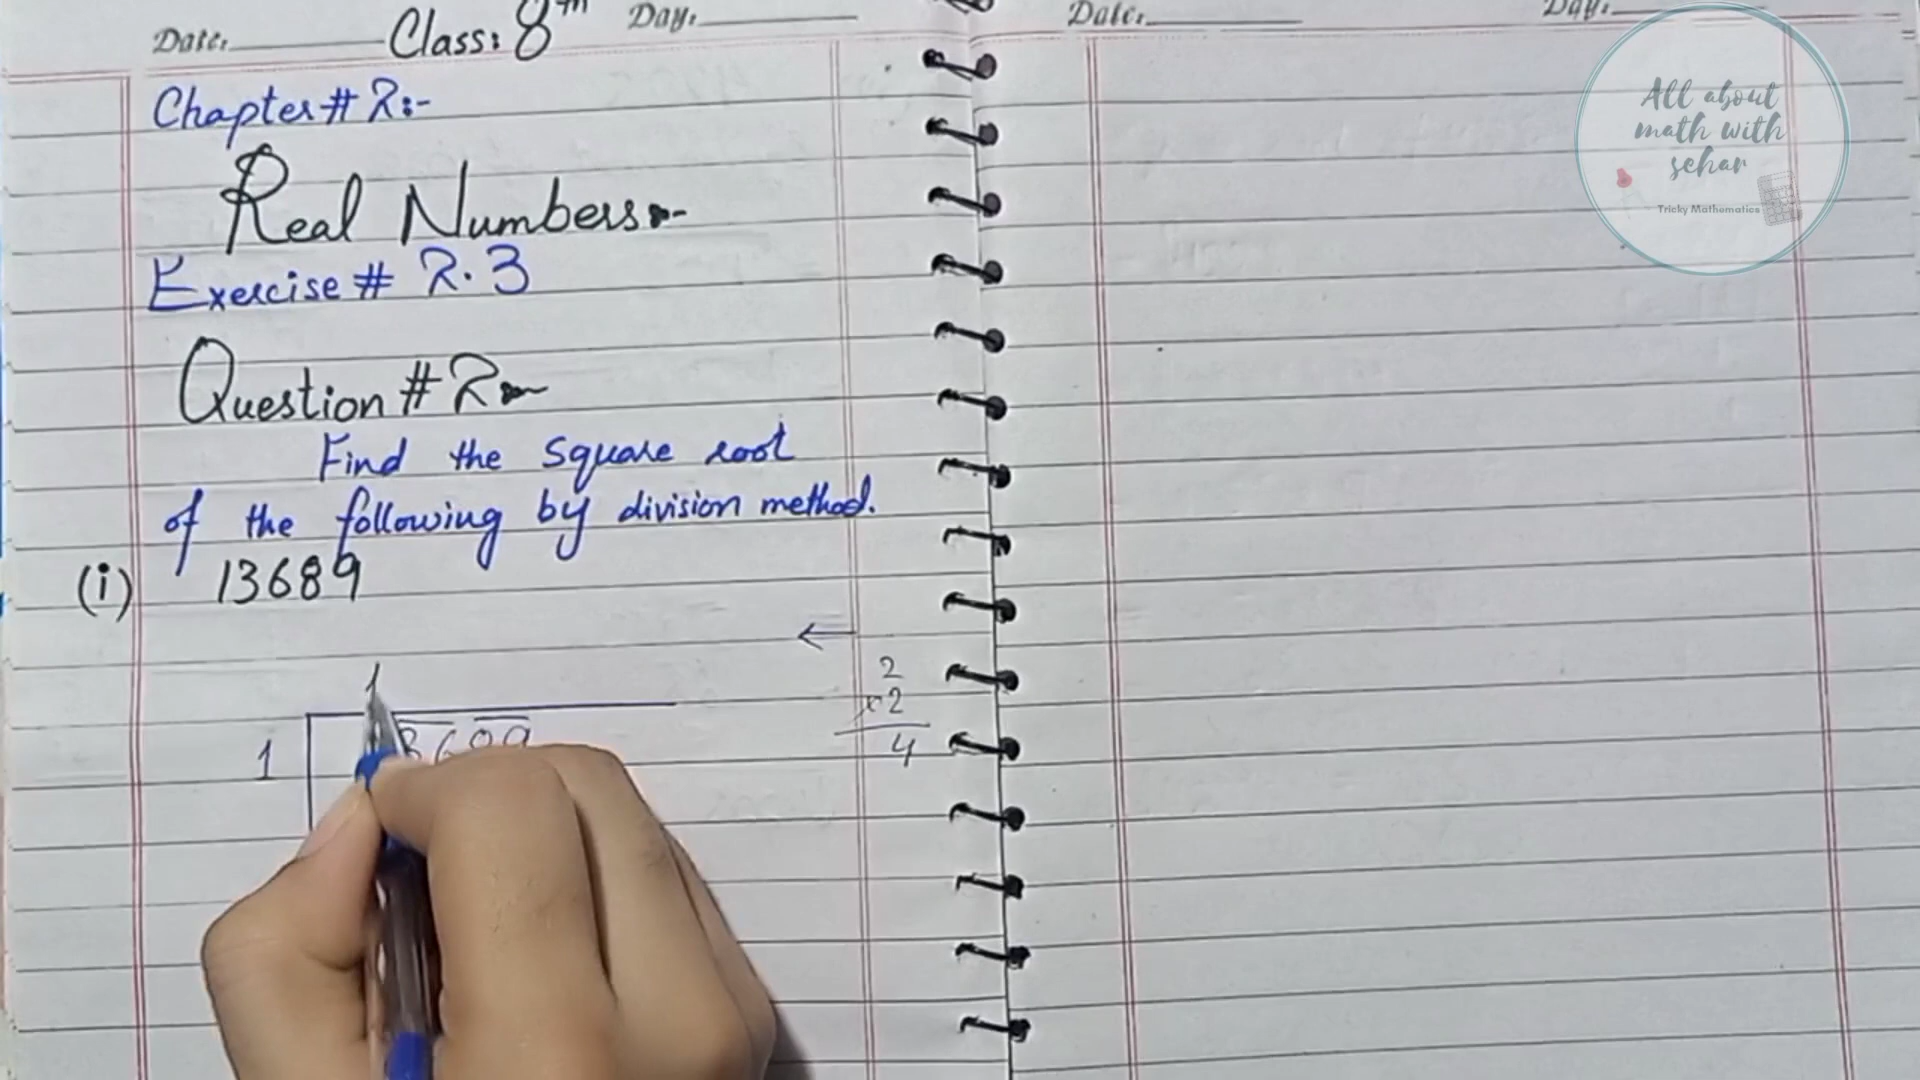 Date: Class: 8th Day:
Chapter # 2:-
Real Numbers:-
Exercise # 2.3
Question # 2:-
Find the square root
of the following by division method.
(i) 13689
1
1
2
×2
4
Date: Day:
All about
math with
sehar
Tricky Mathematics